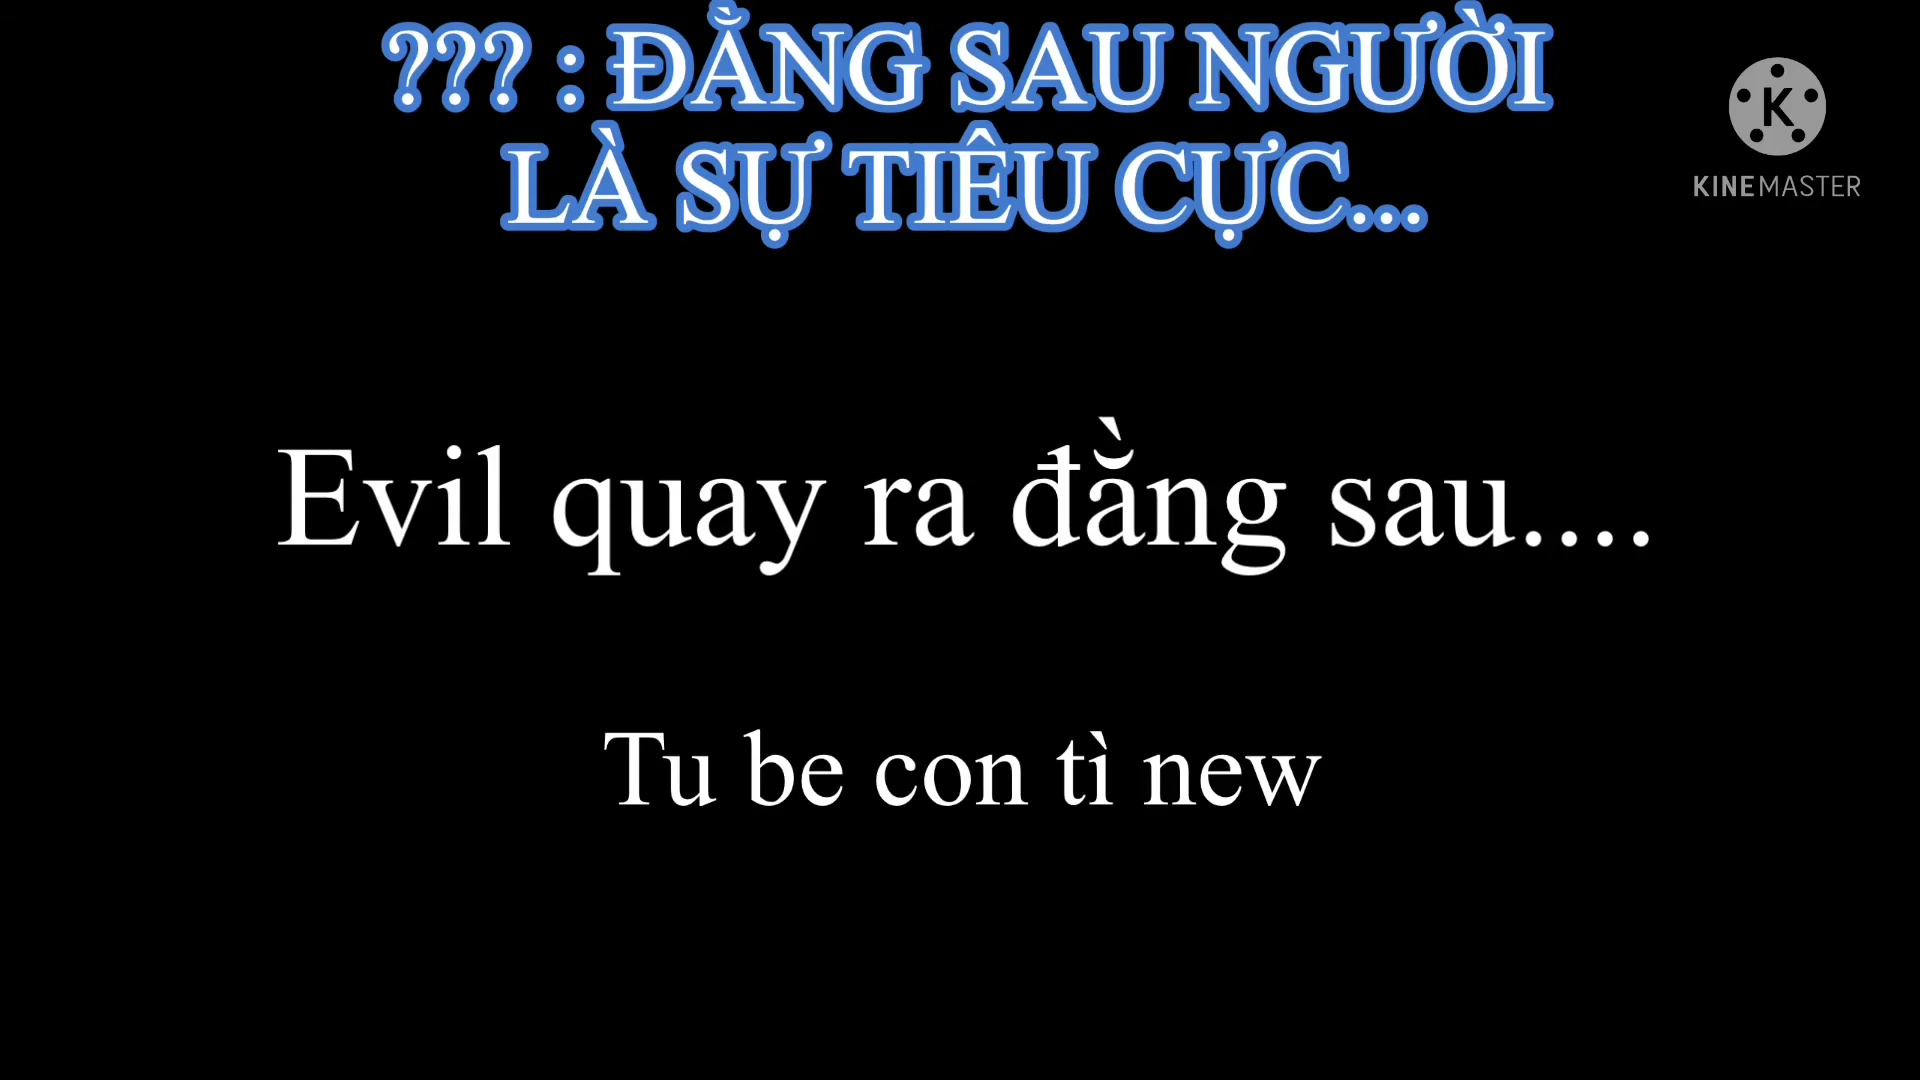 ??? : ĐẰNG SAU NGƯỜI
LÀ SỰ TIÊU CỰC...
KINEMASTER
Evil quay ra đằng sau....
Tu be con tì new